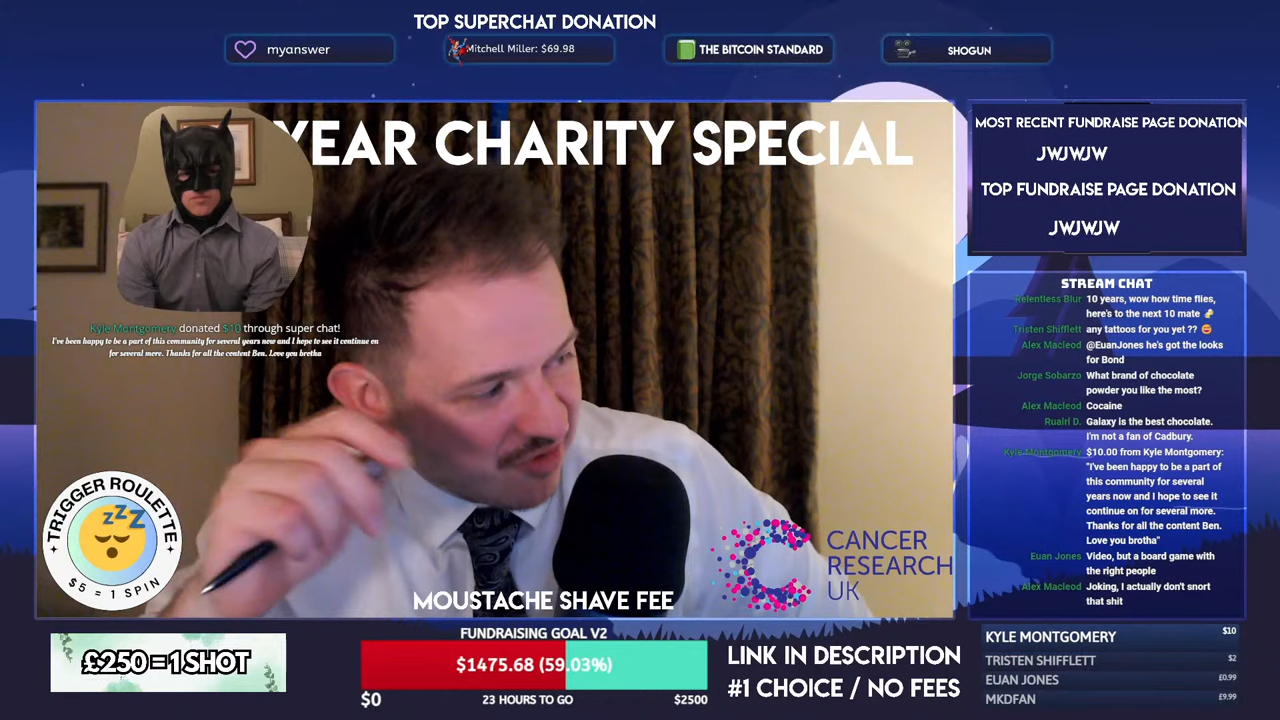 TOP SUPERCHAT DONATION
myanswer
Mitchell Miller: $69.98
THE BITCOIN STANDARD
SHOGUN
YEAR CHARITY SPECIAL
Kyle Montgomery donated $10 through super chat!
I've been happy to be a part of this community for several years now and I hope to see it continue on
for several more. Thanks for all the content Ben. Love you brotha
TRIGGER ROULETTE
$5 = 1 SPIN
zzz
MOUSTACHE SHAVE FEE
CANCER
RESEARCH
UK
MOST RECENT FUNDRAISE PAGE DONATION
JWJWJW
TOP FUNDRAISE PAGE DONATION
JWJWJW
STREAM CHAT
Relentless Blur 10 years, wow how time flies,
here's to the next 10 mate
Tristen Shifflett any tattoos for you yet ??
Alex Macleod @EuanJones he's got the looks
for Bond
Jorge Sobarzo What brand of chocolate
powder you like the most?
Alex Macleod Cocaine
Ruairi D. Galaxy is the best chocolate.
I'm not a fan of Cadbury.
Kyle Montgomery $10.00 from Kyle Montgomery:
"I've been happy to be a part of
this community for several
years now and I hope to see it
continue on for several more.
Thanks for all the content Ben.
Love you brotha"
Euan Jones Video, but a board game with
the right people
Alex Macleod Joking, I actually don't snort
that shit
£250 = 1 SHOT
FUNDRAISING GOAL V2
$1475.68 (59.03%)
$0
23 HOURS TO GO
$2500
LINK IN DESCRIPTION
#1 CHOICE / NO FEES
KYLE MONTGOMERY $10
TRISTEN SHIFFLETT $2
EUAN JONES £0.99
MKDFAN £9.99